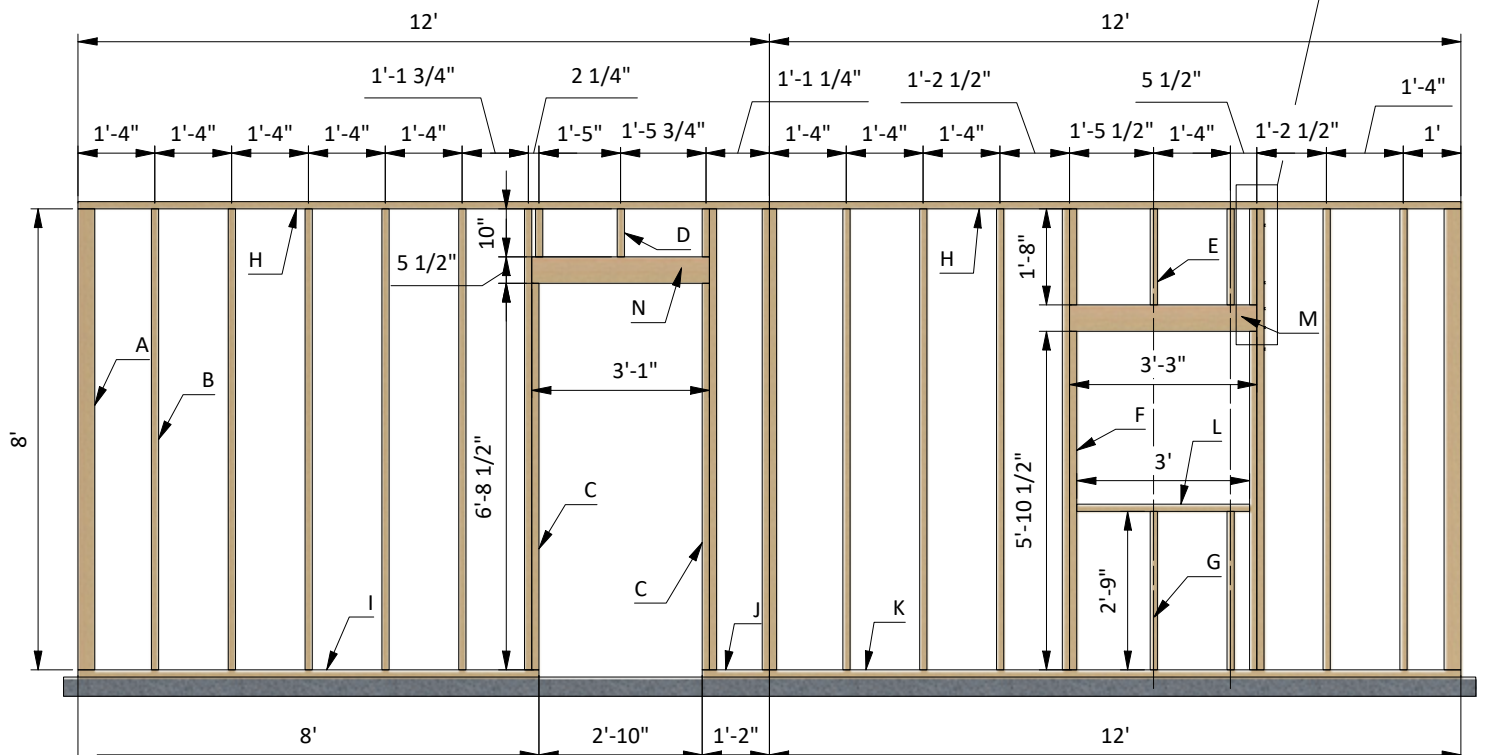 12'
12'
1'-1 3/4"
2 1/4"
1'-1 1/4"
1'-2 1/2"
5 1/2"
1'-4"
1'-4"
1'-4"
1'-4"
1'-4"
1'-4"
1'-5"
1'-5 3/4"
1'-4"
1'-4"
1'-4"
1'-5 1/2"
1'-4"
1'-2 1/2"
1'
H
10"
5 1/2"
D
H
1'-8"
E
N
M
A
B
3'-1"
3'-3"
8'
6'-8 1/2"
C
F
L
3'
5'-10 1/2"
C
G
2'-9"
I
J
K
8'
2'-10"
1'-2"
12'